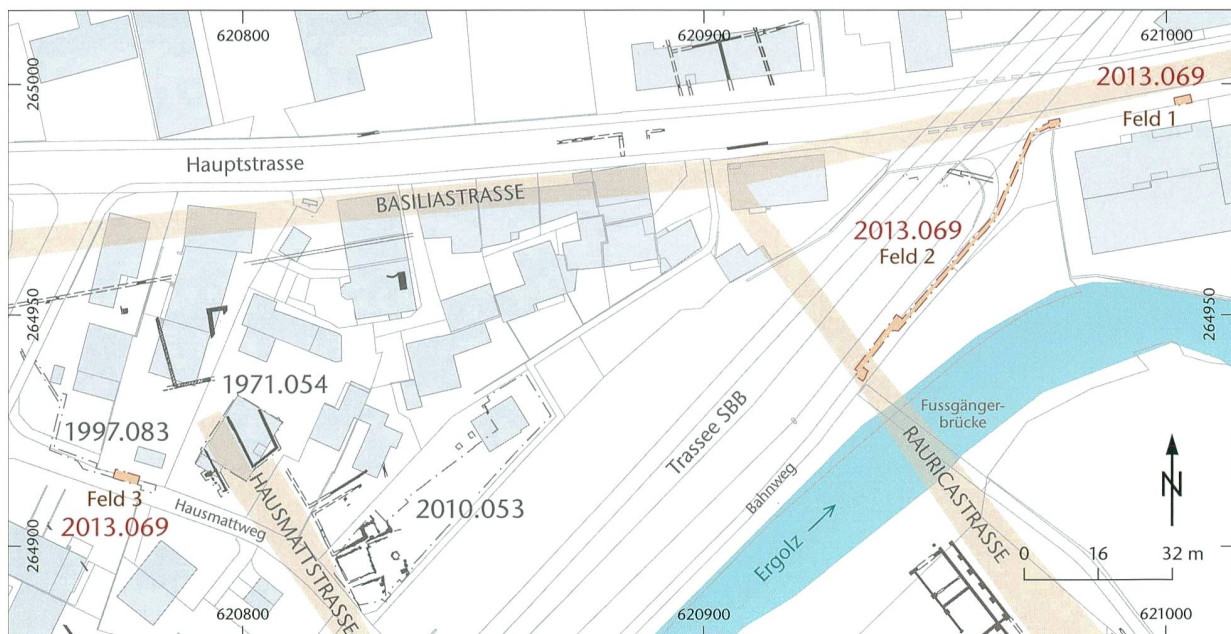 620800
620900
621000
265000
2013.069
Feld 1
Hauptstrasse
BASILIASTRASSE
2013.069
Feld 2
264950
264950
1971.054
Trassee SBB
Fussgänger-
brücke
1997.083
RAURICASTRASSE
N
Feld 3
2013.069
Hausmattweg
HAUSMATTSTRASSE
2010.053
Bahnweg
Ergolz
264900
0 16 32 m
620800
620900
621000